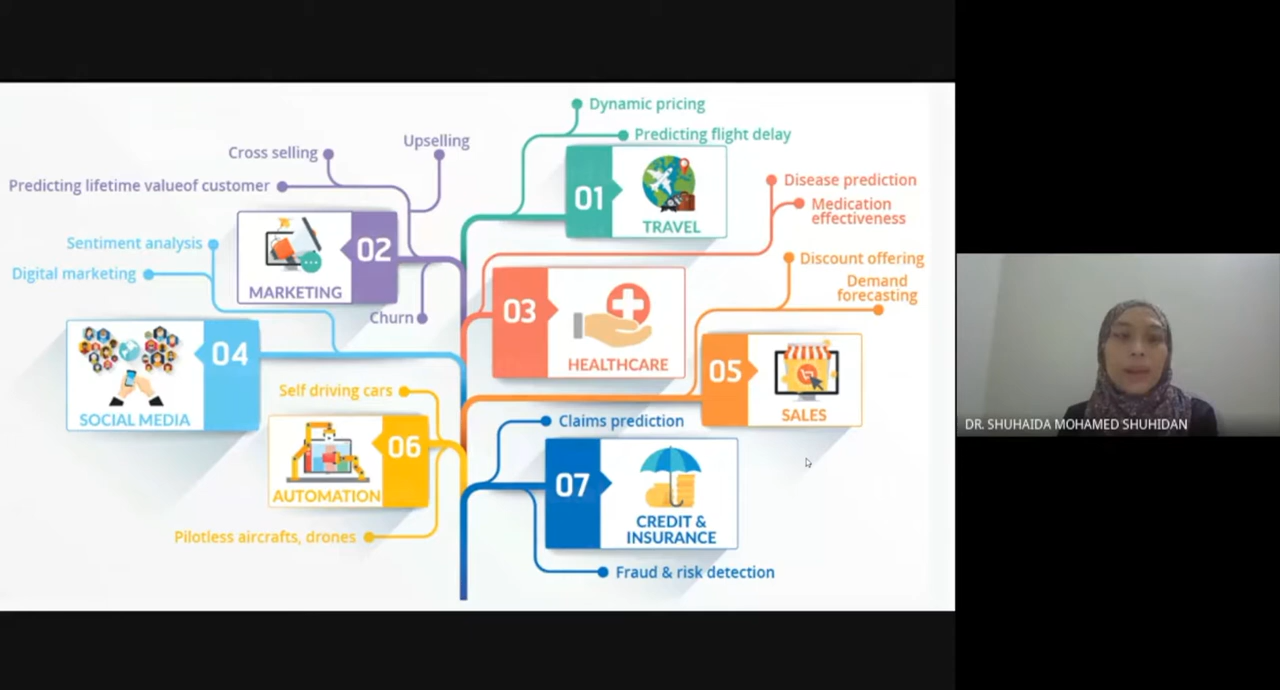 Dynamic pricing
Predicting flight delay
01
TRAVEL
Upselling
Cross selling
Predicting lifetime valueof customer
02
MARKETING
Churn
Disease prediction
Medication
effectiveness
03
HEALTHCARE
Sentiment analysis
Digital marketing
04
SOCIAL MEDIA
Discount offering
Demand
forecasting
05
SALES
Self driving cars
06
AUTOMATION
Pilotless aircrafts, drones
Claims prediction
07
CREDIT &
INSURANCE
Fraud & risk detection
DR. SHUHAIDA MOHAMED SHUHIDAN